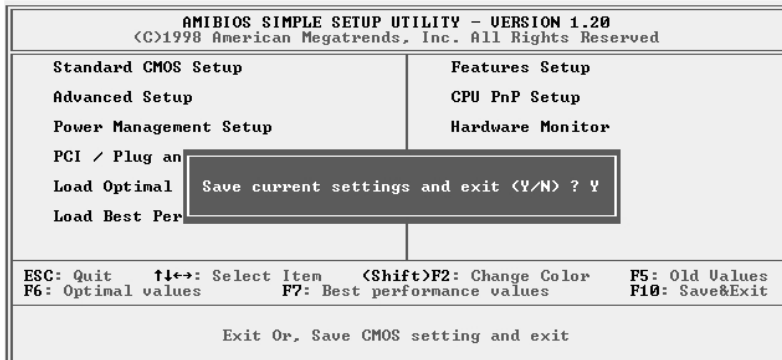 AMIBIOS SIMPLE SETUP UTILITY - VERSION 1.20
(C)1998 American Megatrends, Inc. All Rights Reserved
Standard CMOS Setup
Advanced Setup
Power Management Setup
PCI / Plug an
Load Optimal
Load Best Per
Features Setup
CPU PnP Setup
Hardware Monitor
Save current settings and exit (Y/N) ? Y
ESC: Quit ↑↓←→: Select Item (Shift)F2: Change Color F5: Old Values
F6: Optimal values F7: Best performance values F10: Save&Exit
Exit Or, Save CMOS setting and exit